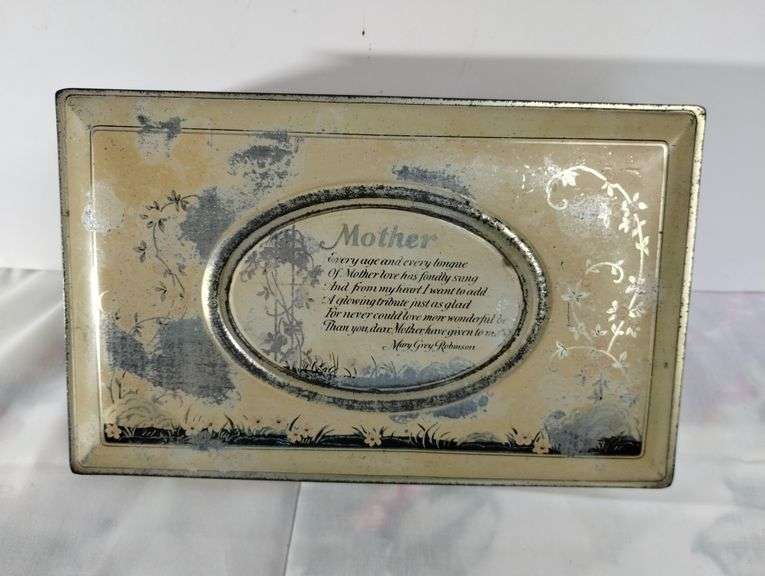 Mother
Every age and every tongue
Of Mother love has fondly sung
And from my heart I want to add
A glowing tribute just as glad
For never could love more wonderful be
Than you, dear Mother have given to me
Mary Grey Robinson